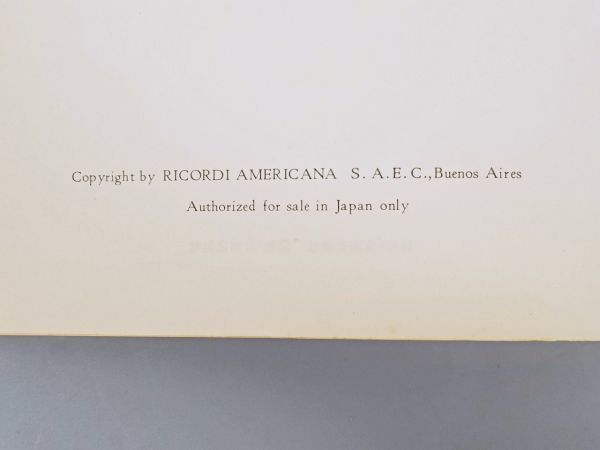 Copyright by RICORDI AMERICANA S. A. E. C., Buenos Aires
Authorized for sale in Japan only